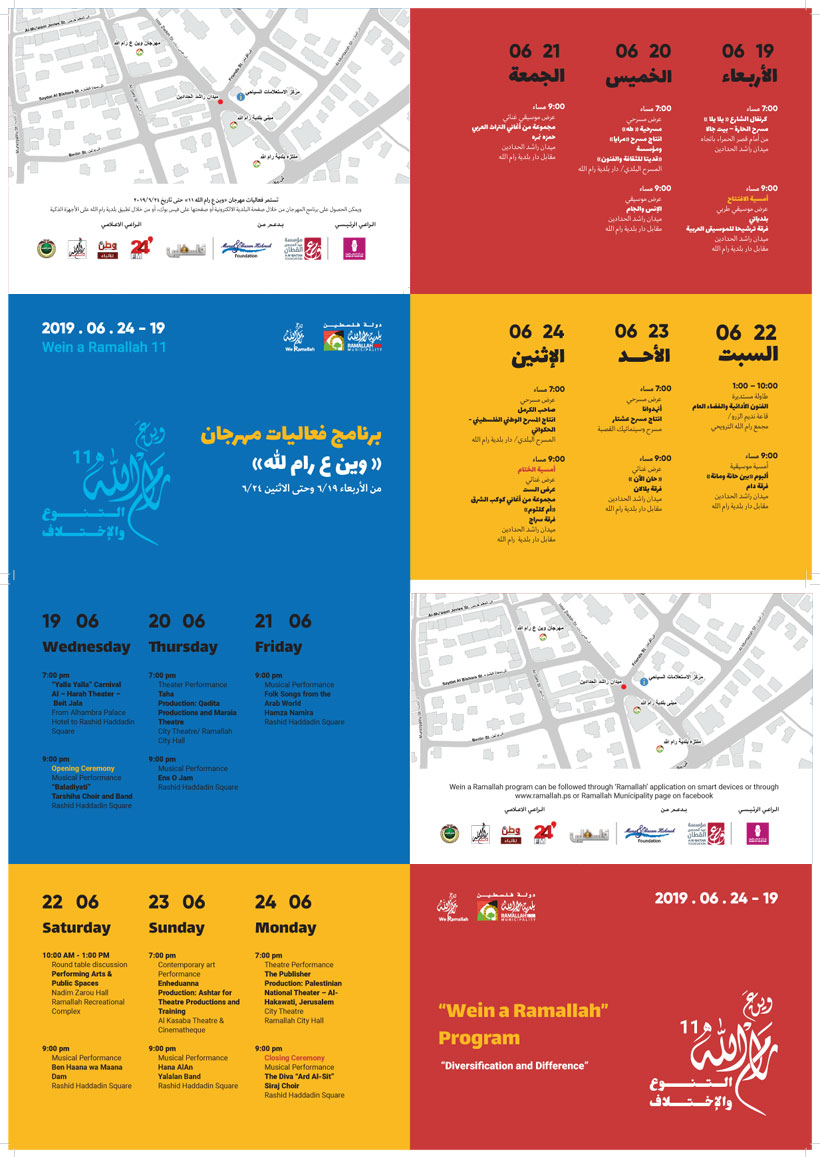 Al-Mu'taem Jerries St.
Friends St.
Sayyed Al Bishara St.
Berlin St.
مهرجان وين ع رام الله
مركز الاستعلامات السياحي
ميدان راشد الحدادين
مبنى بلدية رام الله
منتزه بلدية رام الله
تستمر فعاليات مهرجان «وين ع رام الله ١١» حتى تاريخ ٢٠١٩/٦/٢٤
ويمكن الحصول على برنامج المهرجان من خلال صفحة البلدية الالكترونية أو صفحتها على فيس بوك، أو من خلال تطبيق بلدية رام الله على الأجهزة الذكية
الراعي الرئيسي
بدعم من
الراعي الاعلامي
مؤسسة
القطان
Foundation
فلسطين
24
وطن
للأنباء
19 06
الأربعاء
7:00 مساء
كرنفال الشارع « يلا يلا »
مسرح الحارة – بيت جالا
من أمام قصر الحمراء باتجاه
ميدان راشد الحدادين
9:00 مساء
أمسية الافتتاح
عرض موسيقي طربي
بلدياتي
فرقة ترشيحا للموسيقى العربية
ميدان راشد الحدادين
مقابل دار بلدية رام الله
20 06
الخميس
7:00 مساء
عرض مسرحي
مسرحية « طه»
انتاج مسرح «مرايا»
ومؤسسة
«قديتا للثقافة والفنون»
المسرح البلدي/ دار بلدية رام الله
9:00 مساء
عرض موسيقي
الإنس والجام
ميدان راشد الحدادين
مقابل دار بلدية رام الله
21 06
الجمعة
9:00 مساء
عرض موسيقي غنائي
مجموعة من أغاني التراث العربي
حمزه نمره
ميدان راشد الحدادين
مقابل دار بلدية رام الله
2019 . 06 . 24 - 19
Wein a Ramallah 11
We Ramallah
دولة فلسطين
بلدية رام الله
RAMALLAH
MUNICIPALITY
برنامج فعاليات مهرجان
« وين ع رام لله»
من الأربعاء ٦/١٩ وحتى الاثنين ٦/٢٤
وين ع
رام الله
11
التنوع
والإختلاف
22 06
السبت
10:00 – 1:00
طاولة مستديرة
الفنون الأدائية والفضاء العام
قاعة نديم الزرو/
مجمع رام الله الترويحي
9:00 مساء
أمسية موسيقية
ألبوم «بين حانة ومانة»
فرقة دام
ميدان راشد الحدادين
مقابل دار بلدية رام الله
23 06
الأحد
7:00 مساء
عرض مسرحي
أنيدوانا
انتاج مسرح عشتار
مسرح وسينماتيك القصبة
9:00 مساء
عرض غنائي
« حان الآن »
فرقة يلالان
ميدان راشد الحدادين
مقابل دار بلدية رام الله
24 06
الإثنين
7:00 مساء
عرض مسرحي
صاحب الكرمل
انتاج المسرح الوطني الفلسطيني -
الحكواتي
المسرح البلدي/ دار بلدية رام الله
9:00 مساء
أمسية الختام
عرض غنائي
عرض الست
مجموعة من أغاني كوكب الشرق
«أم كلثوم»
فرقة سراج
ميدان راشد الحدادين
مقابل دار بلدية رام الله
19 06
Wednesday
7:00 pm
"Yalla Yalla" Carnival
Al – Harah Theater –
Beit Jala
From Alhambra Palace
Hotel to Rashid Haddadin
Square
9:00 pm
Opening Ceremony
Musical Performance
"Baladiyati"
Tarshiha Choir and Band
Rashid Haddadin Square
20 06
Thursday
7:00 pm
Theater Performance
Taha
Production: Qadita
Productions and Maraia
Theatre
City Theatre/ Ramallah
City Hall
9:00 pm
Musical Performance
Ens O Jam
Rashid Haddadin Square
21 06
Friday
9:00 pm
Musical Performance
Folk Songs from the
Arab World
Hamza Namira
Rashid Haddadin Square
Al-Mu'taem Jerries St.
Friends St.
Sayyed Al Bishara St.
Berlin St.
مهرجان وين ع رام الله
مركز الاستعلامات السياحي
ميدان راشد الحدادين
مبنى بلدية رام الله
منتزه بلدية رام الله
Wein a Ramallah program can be followed through 'Ramallah' application on smart devices or through
www.ramallah.ps or Ramallah Municipality page on facebook
الراعي الرئيسي
بدعم من
الراعي الاعلامي
مؤسسة
القطان
Foundation
فلسطين
24
وطن
للأنباء
22 06
Saturday
10:00 AM - 1:00 PM
Round table discussion
Performing Arts &
Public Spaces
Nadim Zarou Hall
Ramallah Recreational
Complex
9:00 pm
Musical Performance
Ben Haana wa Maana
Dam
Rashid Haddadin Square
23 06
Sunday
7:00 pm
Contemporary art
Performance
Enheduanna
Production: Ashtar for
Theatre Productions and
Training
Al Kasaba Theatre &
Cinematheque
9:00 pm
Musical Performance
Hana AlAn
Yalalan Band
Rashid Haddadin Square
24 06
Monday
7:00 pm
Theatre Performance
The Publisher
Production: Palestinian
National Theater – Al-
Hakawati, Jerusalem
City Theatre
Ramallah City Hall
9:00 pm
Closing Ceremony
Musical Performance
The Diva "Ard Al-Sit"
Siraj Choir
Rashid Haddadin Square
We Ramallah
دولة فلسطين
بلدية رام الله
RAMALLAH
MUNICIPALITY
2019 . 06 . 24 - 19
"Wein a Ramallah"
Program
"Diversification and Difference"
وين ع
رام الله
11
التنوع
والإختلاف